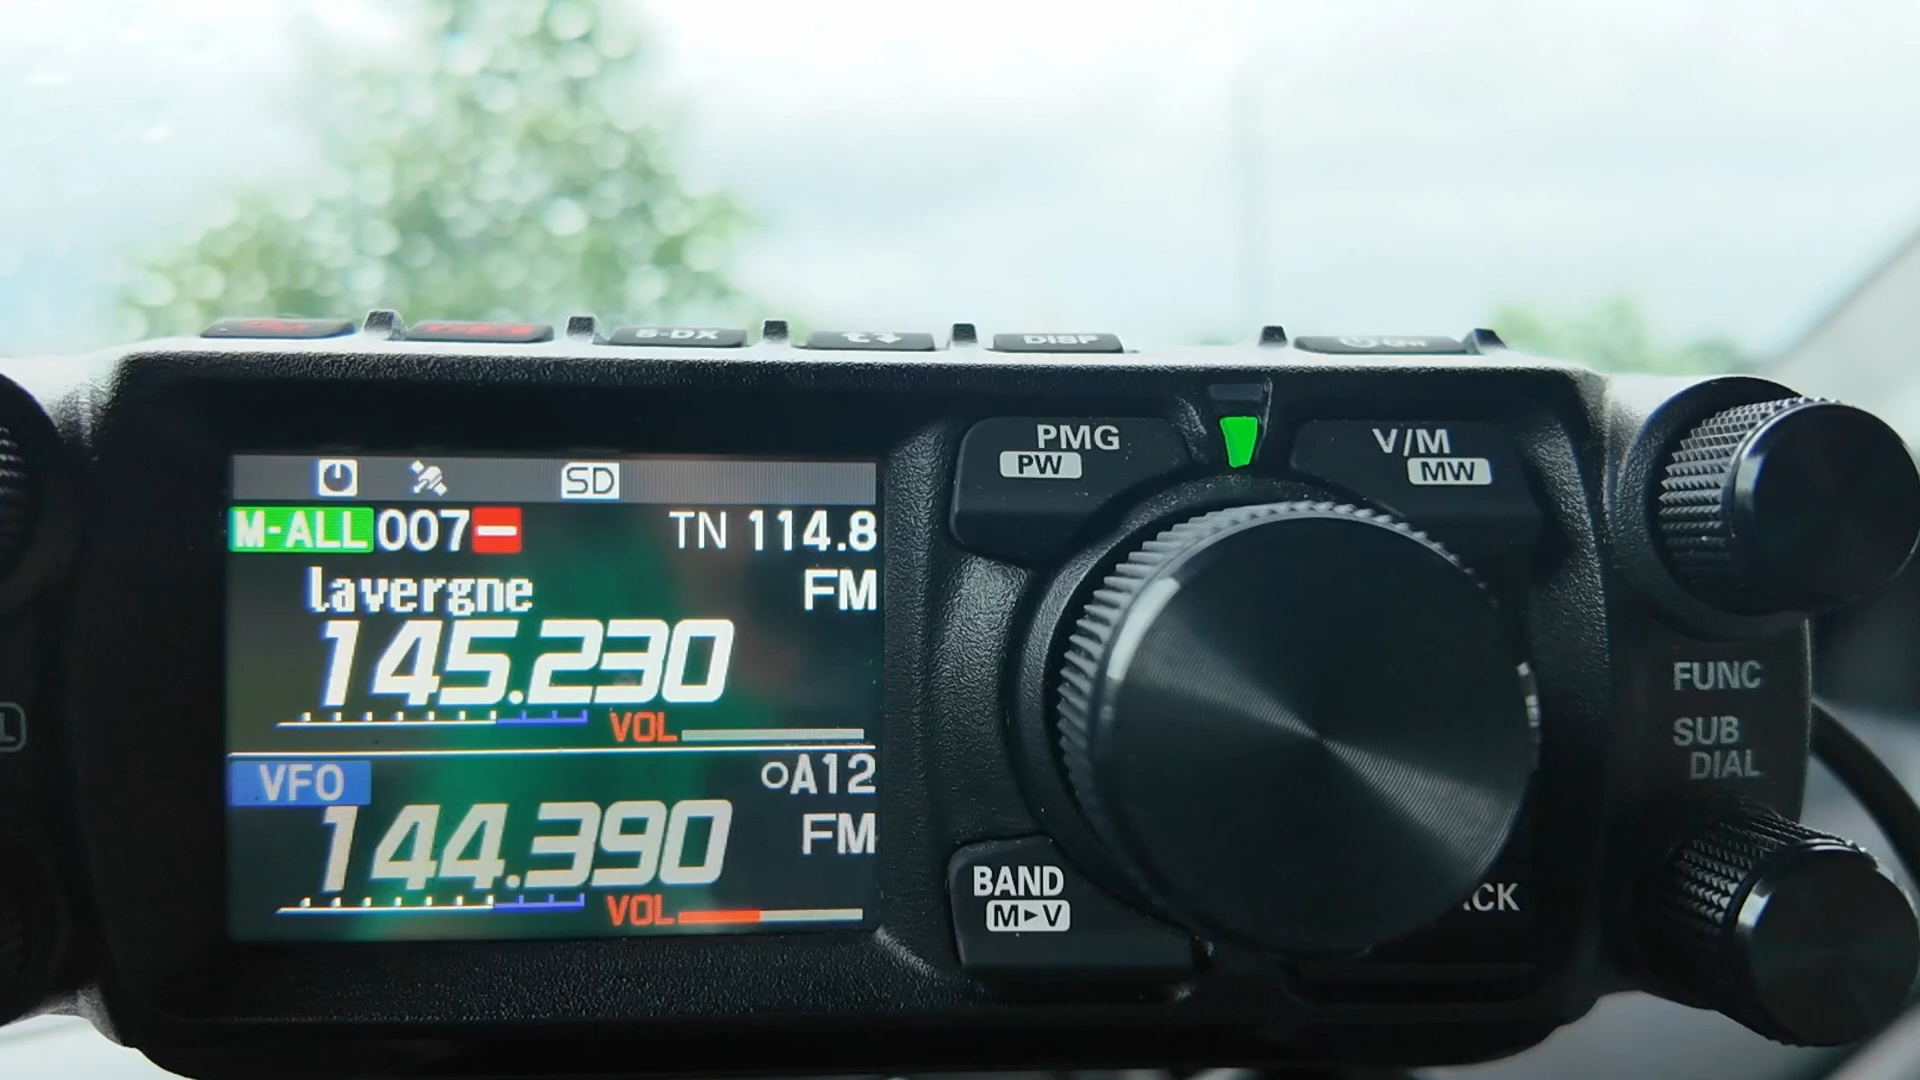 S-DX
DISP
PMG
PW
V/M
MW
SD
M-ALL 007 TN 114.8
lavergne FM
145.230
VOL
VFO A12
144.390 FM
VOL
BAND
M►V
FUNC
SUB
DIAL